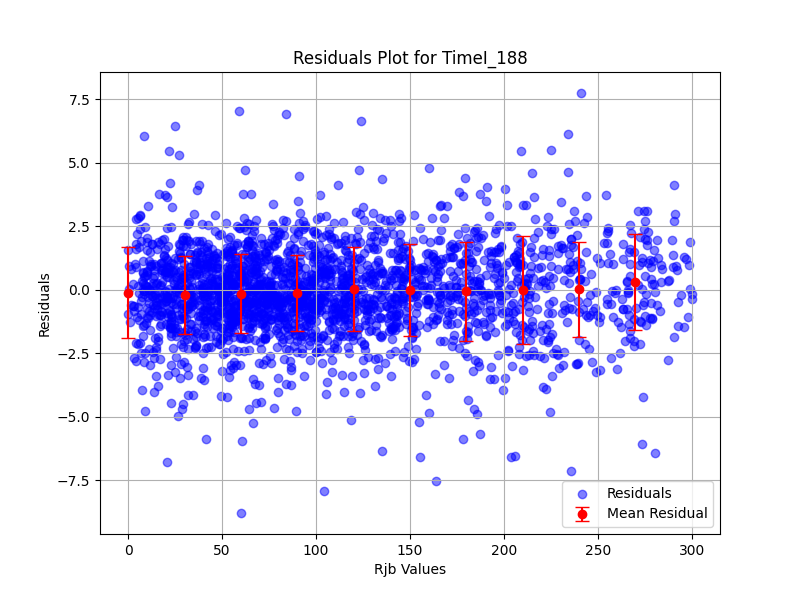 Residuals Plot for TimeI_188
Residuals
7.5
5.0
2.5
0.0
−2.5
−5.0
−7.5
0 50 100 150 200 250 300
Rjb Values
Residuals
Mean Residual